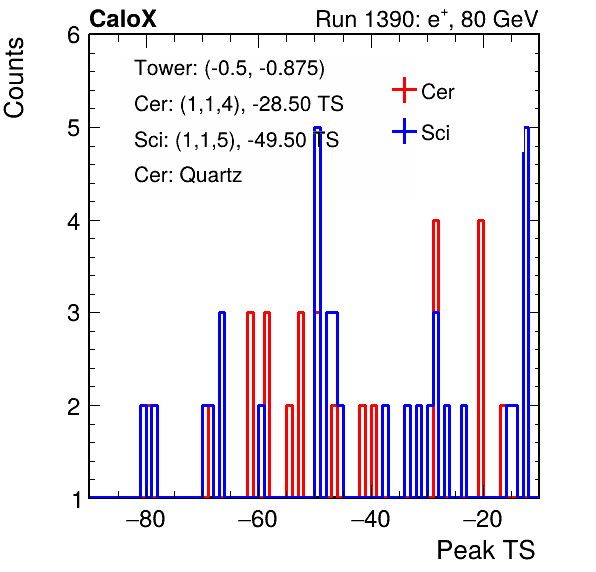 CaloX Run 1390: e⁺, 80 GeV
Counts
6
5
4
3
2
1
Tower: (-0.5, -0.875)
Cer: (1,1,4), -28.50 TS
Sci: (1,1,5), -49.50 TS
Cer: Quartz
Cer
Sci
−80 −60 −40 −20
Peak TS